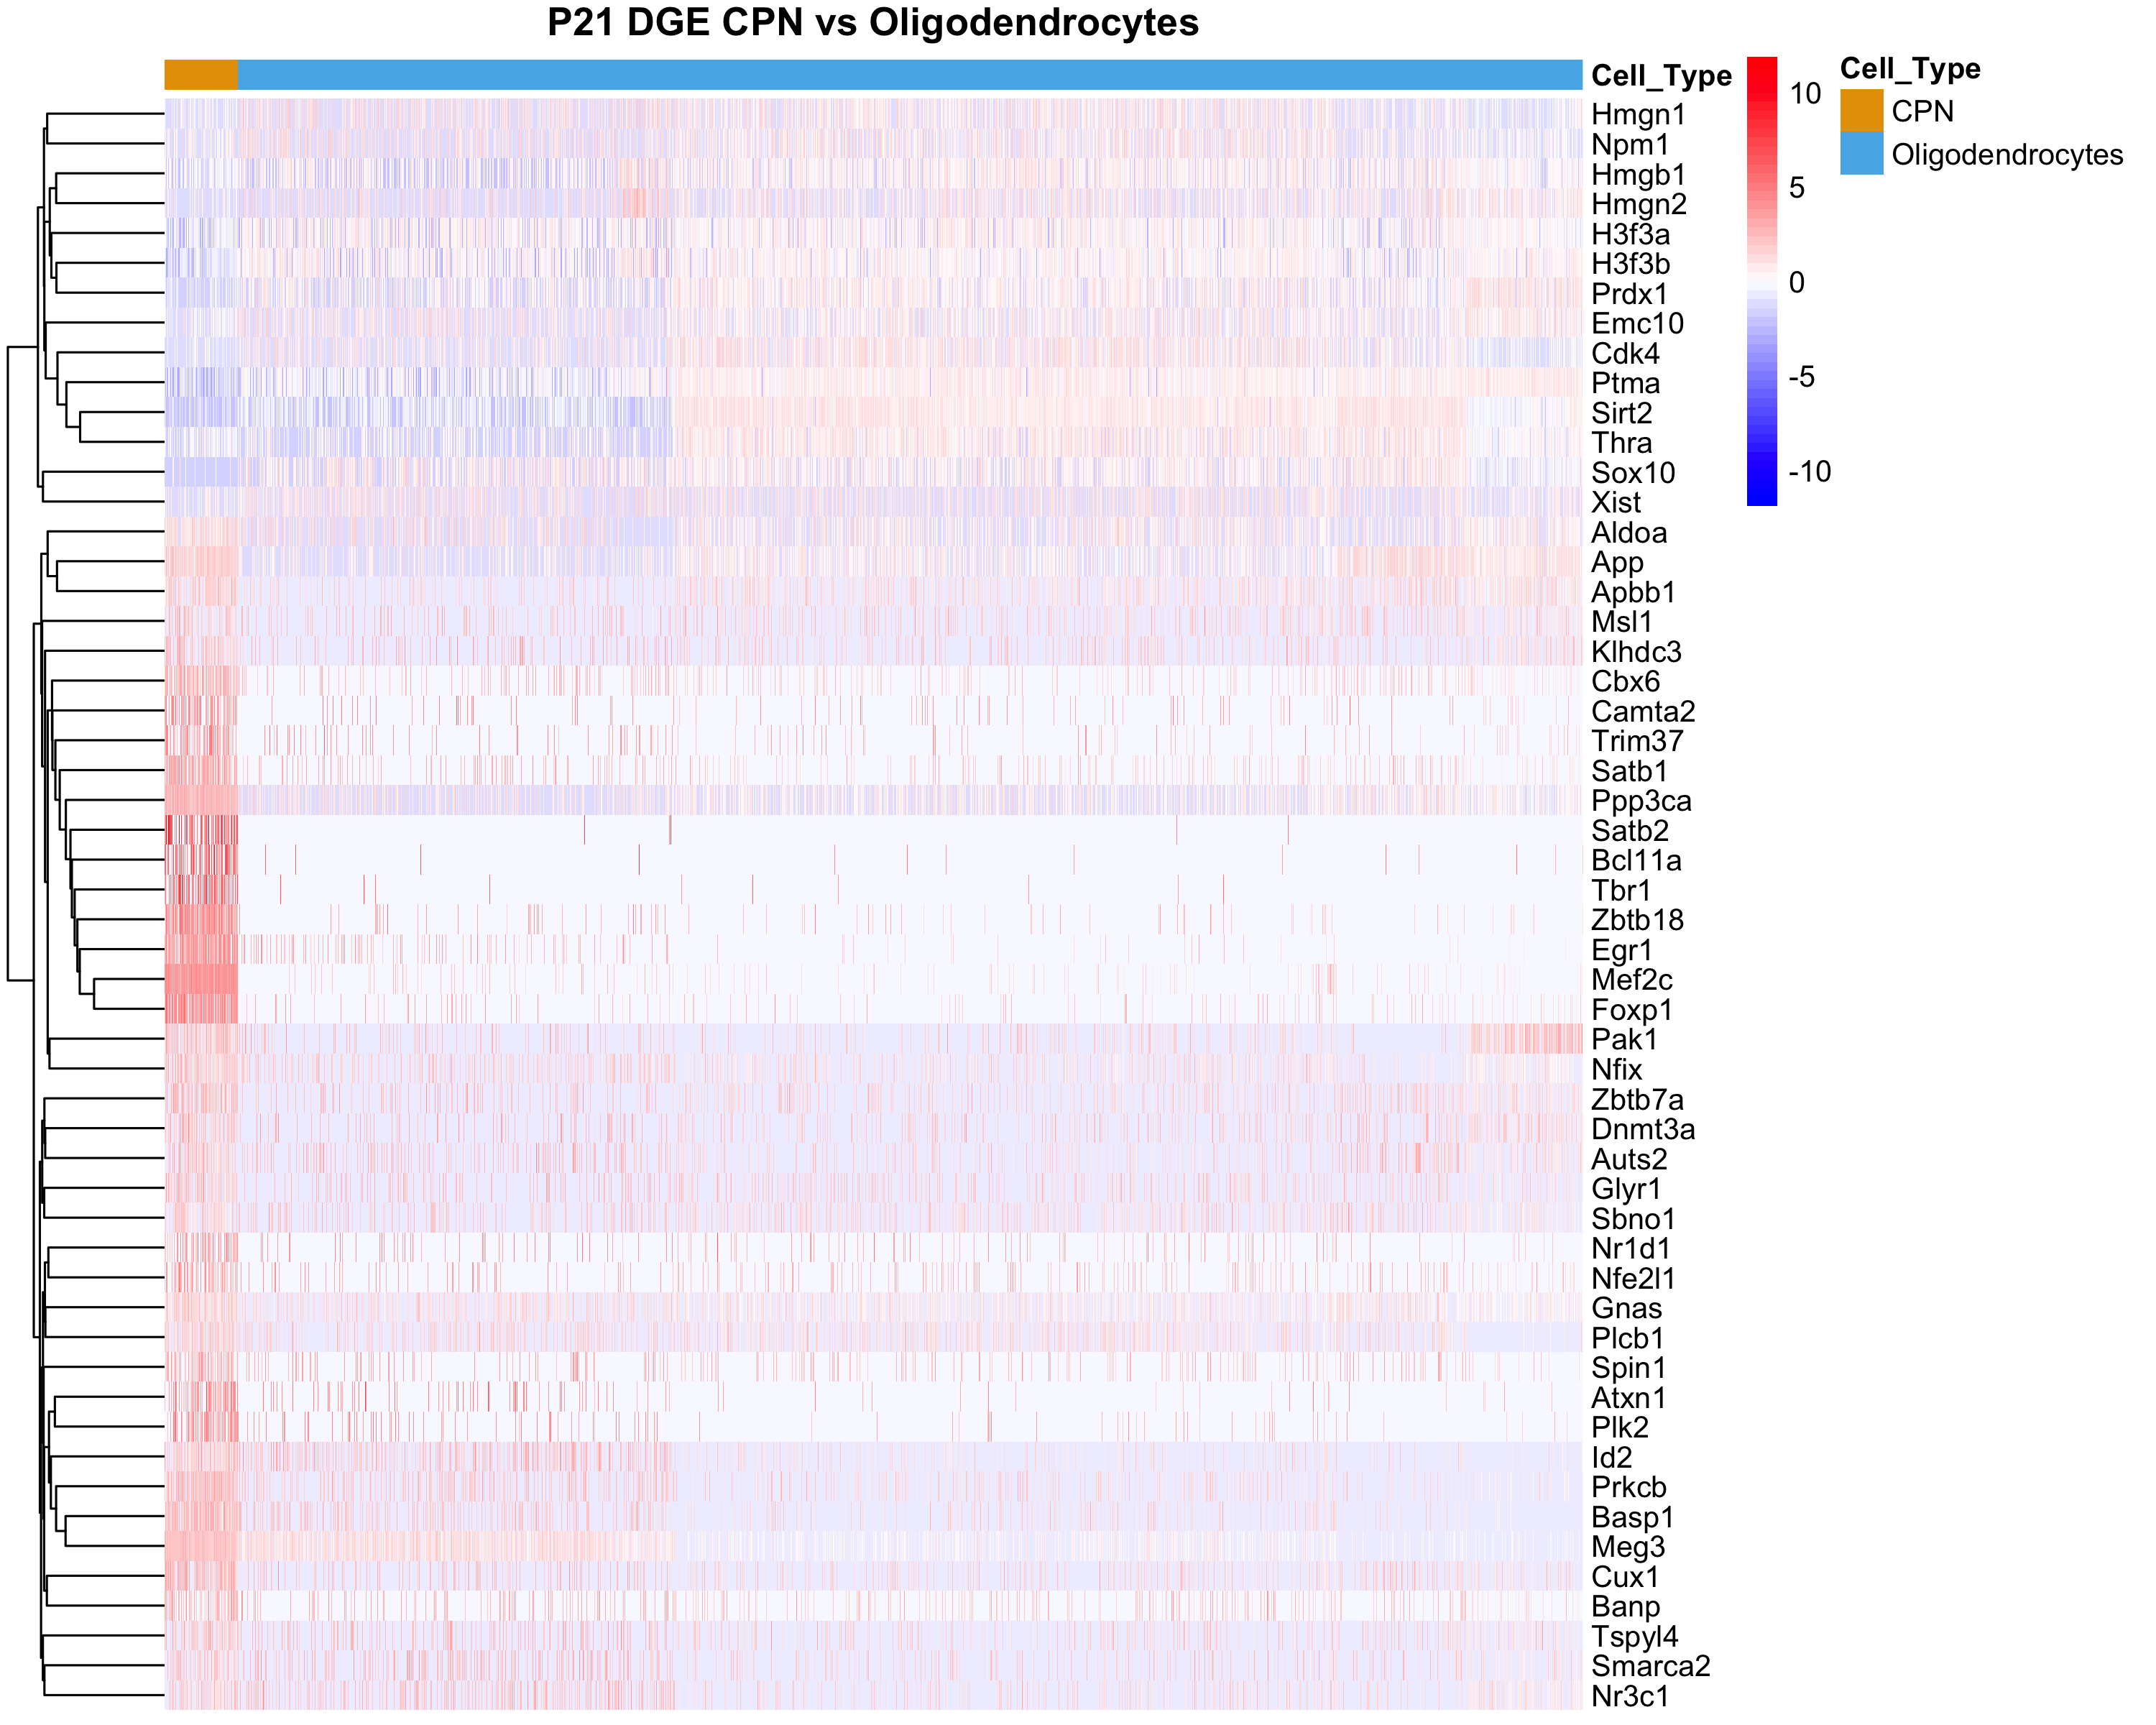 P21 DGE CPN vs Oligodendrocytes
Cell_Type
Hmgn1
Npm1
Hmgb1
Hmgn2
H3f3a
H3f3b
Prdx1
Emc10
Cdk4
Ptma
Sirt2
Thra
Sox10
Xist
Aldoa
App
Apbb1
Msl1
Klhdc3
Cbx6
Camta2
Trim37
Satb1
Ppp3ca
Satb2
Bcl11a
Tbr1
Zbtb18
Egr1
Mef2c
Foxp1
Pak1
Nfix
Zbtb7a
Dnmt3a
Auts2
Glyr1
Sbno1
Nr1d1
Nfe2l1
Gnas
Plcb1
Spin1
Atxn1
Plk2
Id2
Prkcb
Basp1
Meg3
Cux1
Banp
Tspyl4
Smarca2
Nr3c1
10
5
0
-5
-10
Cell_Type
CPN
Oligodendrocytes